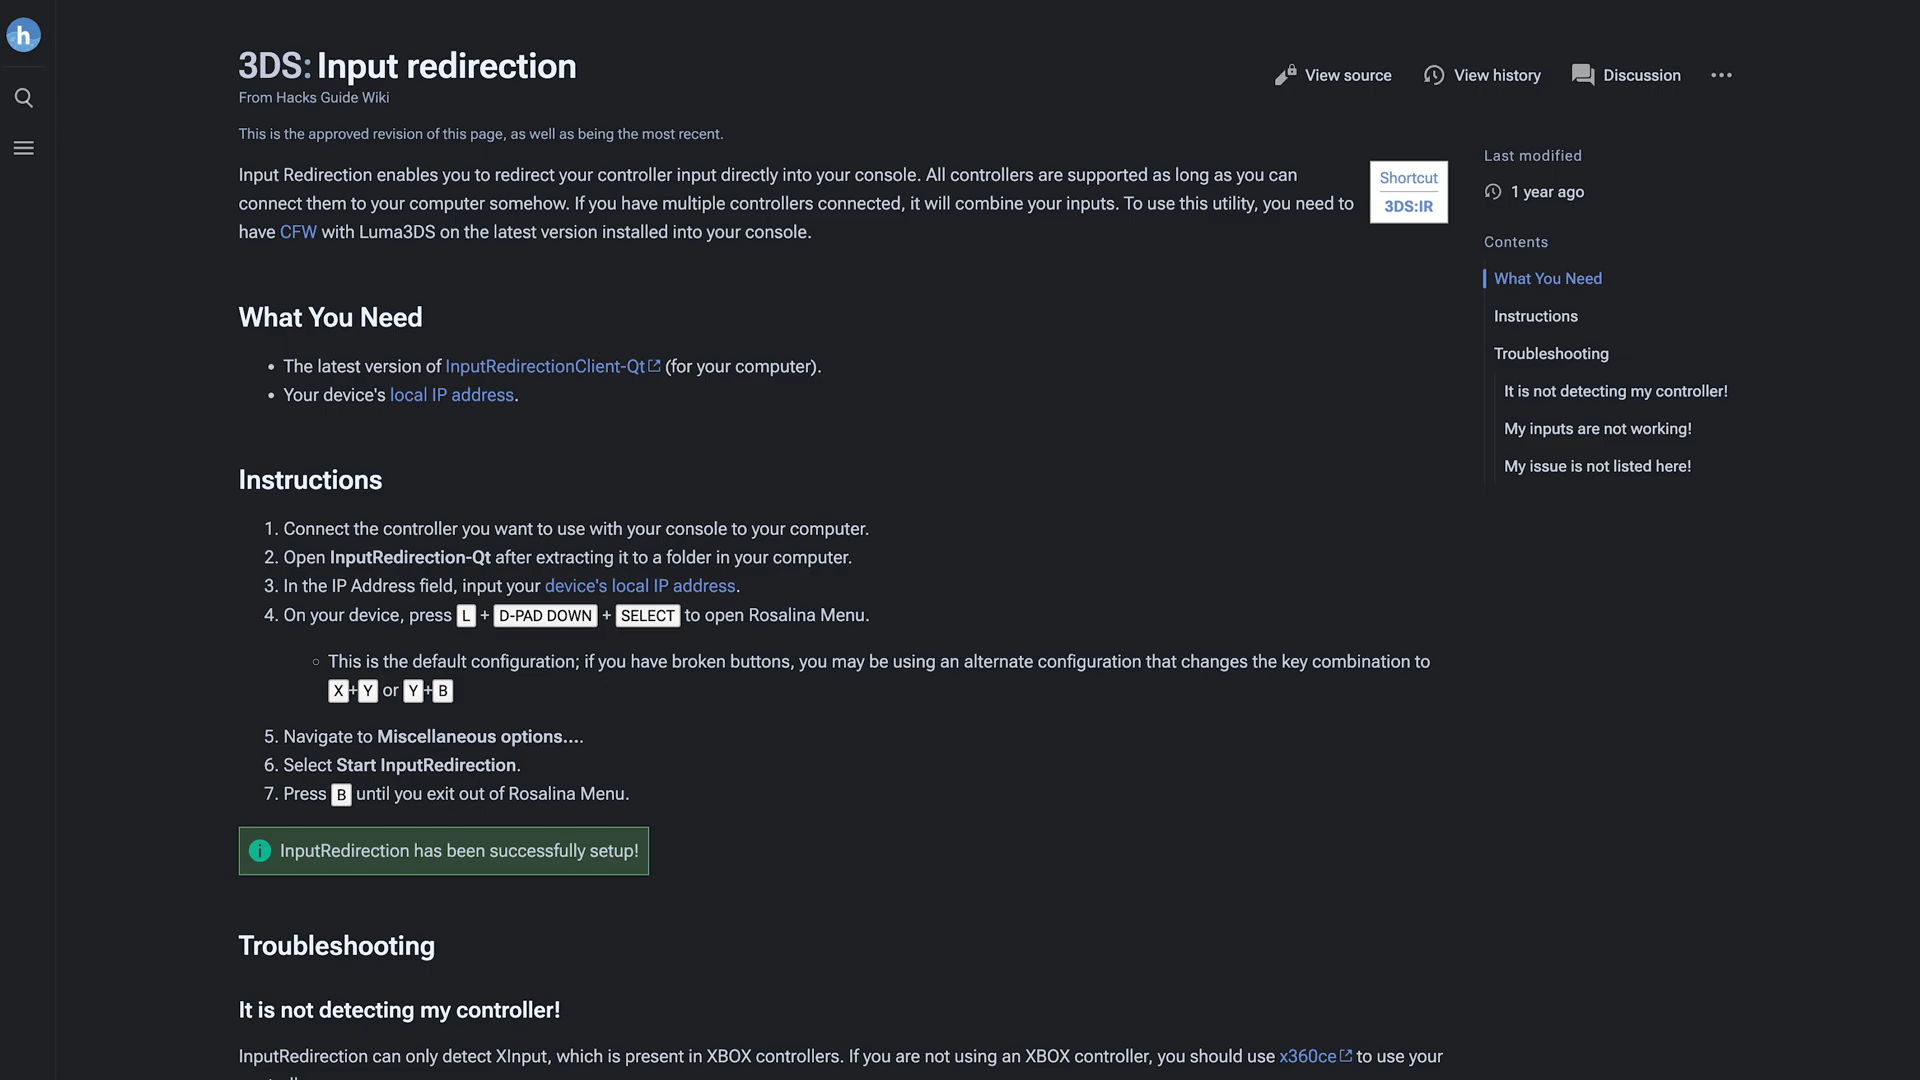 h
3DS: Input redirection
From Hacks Guide Wiki
View source
View history
Discussion
This is the approved revision of this page, as well as being the most recent.
Input Redirection enables you to redirect your controller input directly into your console. All controllers are supported as long as you can
connect them to your computer somehow. If you have multiple controllers connected, it will combine your inputs. To use this utility, you need to
have CFW with Luma3DS on the latest version installed into your console.
Shortcut
3DS:IR
Last modified
1 year ago
Contents
What You Need
Instructions
Troubleshooting
It is not detecting my controller!
My inputs are not working!
My issue is not listed here!
What You Need
• The latest version of InputRedirectionClient-Qt (for your computer).
• Your device's local IP address.
Instructions
1. Connect the controller you want to use with your console to your computer.
2. Open InputRedirection-Qt after extracting it to a folder in your computer.
3. In the IP Address field, input your device's local IP address.
4. On your device, press L + D-PAD DOWN + SELECT to open Rosalina Menu.
This is the default configuration; if you have broken buttons, you may be using an alternate configuration that changes the key combination to
X+Y or Y+B
5. Navigate to Miscellaneous options....
6. Select Start InputRedirection.
7. Press B until you exit out of Rosalina Menu.
InputRedirection has been successfully setup!
Troubleshooting
It is not detecting my controller!
InputRedirection can only detect XInput, which is present in XBOX controllers. If you are not using an XBOX controller, you should use x360ce to use your